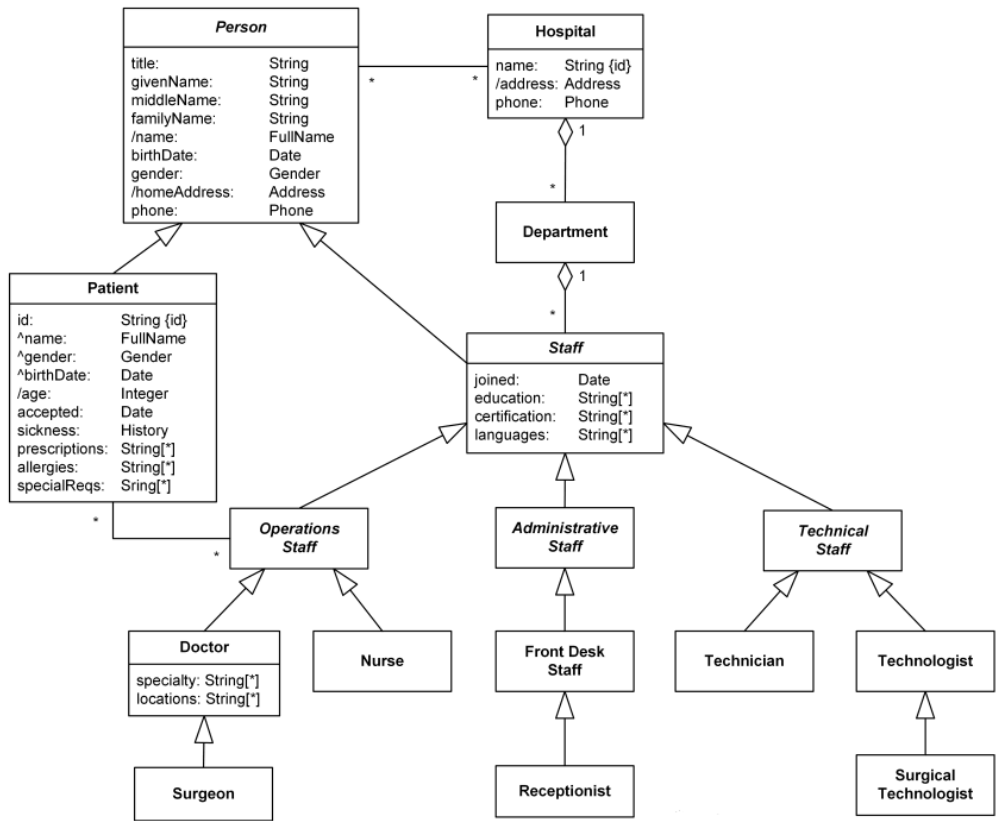 Person
title: String
givenName: String
middleName: String
familyName: String
/name: FullName
birthDate: Date
gender: Gender
/homeAddress: Address
phone: Phone
* *
Hospital
name: String {id}
/address: Address
phone: Phone
1
*
Department
1
*
Patient
id: String {id}
^name: FullName
^gender: Gender
^birthDate: Date
/age: Integer
accepted: Date
sickness: History
prescriptions: String[*]
allergies: String[*]
specialReqs: Sring[*]
*
*
Staff
joined: Date
education: String[*]
certification: String[*]
languages: String[*]
Operations
Staff
Administrative
Staff
Technical
Staff
Doctor
specialty: String[*]
locations: String[*]
Nurse
Front Desk
Staff
Technician
Technologist
Surgeon
Receptionist
Surgical
Technologist